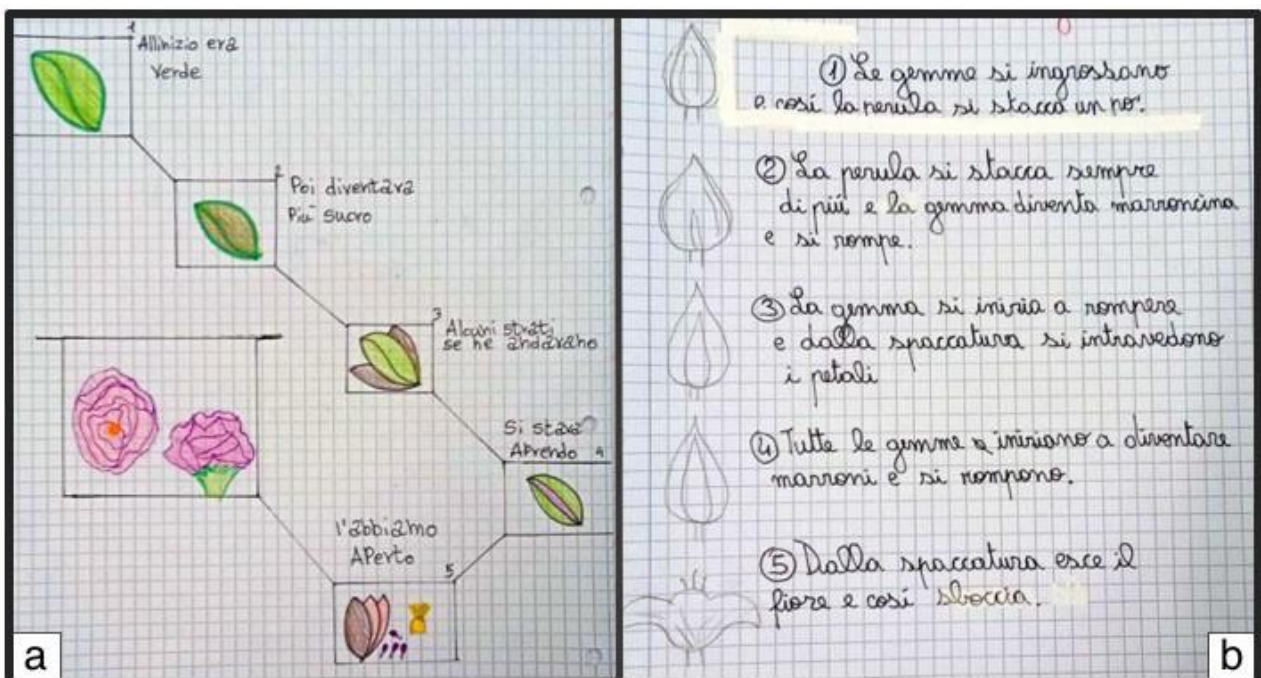 1
All'inizio era
Verde
2
Poi diventava
Più scuro
3
Alcuni strati
se ne andavano
Si stava
Aprendo 4
l'abbiamo
Aperto
5
a
① Le gemme si ingrossano
e così la perula si stacca un po'.
② La perula si stacca sempre
di più e la gemma diventa marroncina
e si rompe.
③ La gemma si inizia a rompere
e dalla spaccatura si intravedono
i petali
④ Tutte le gemme iniziano a diventare
marroni e si rompono.
⑤ Dalla spaccatura esce il
fiore e così sboccia.
b